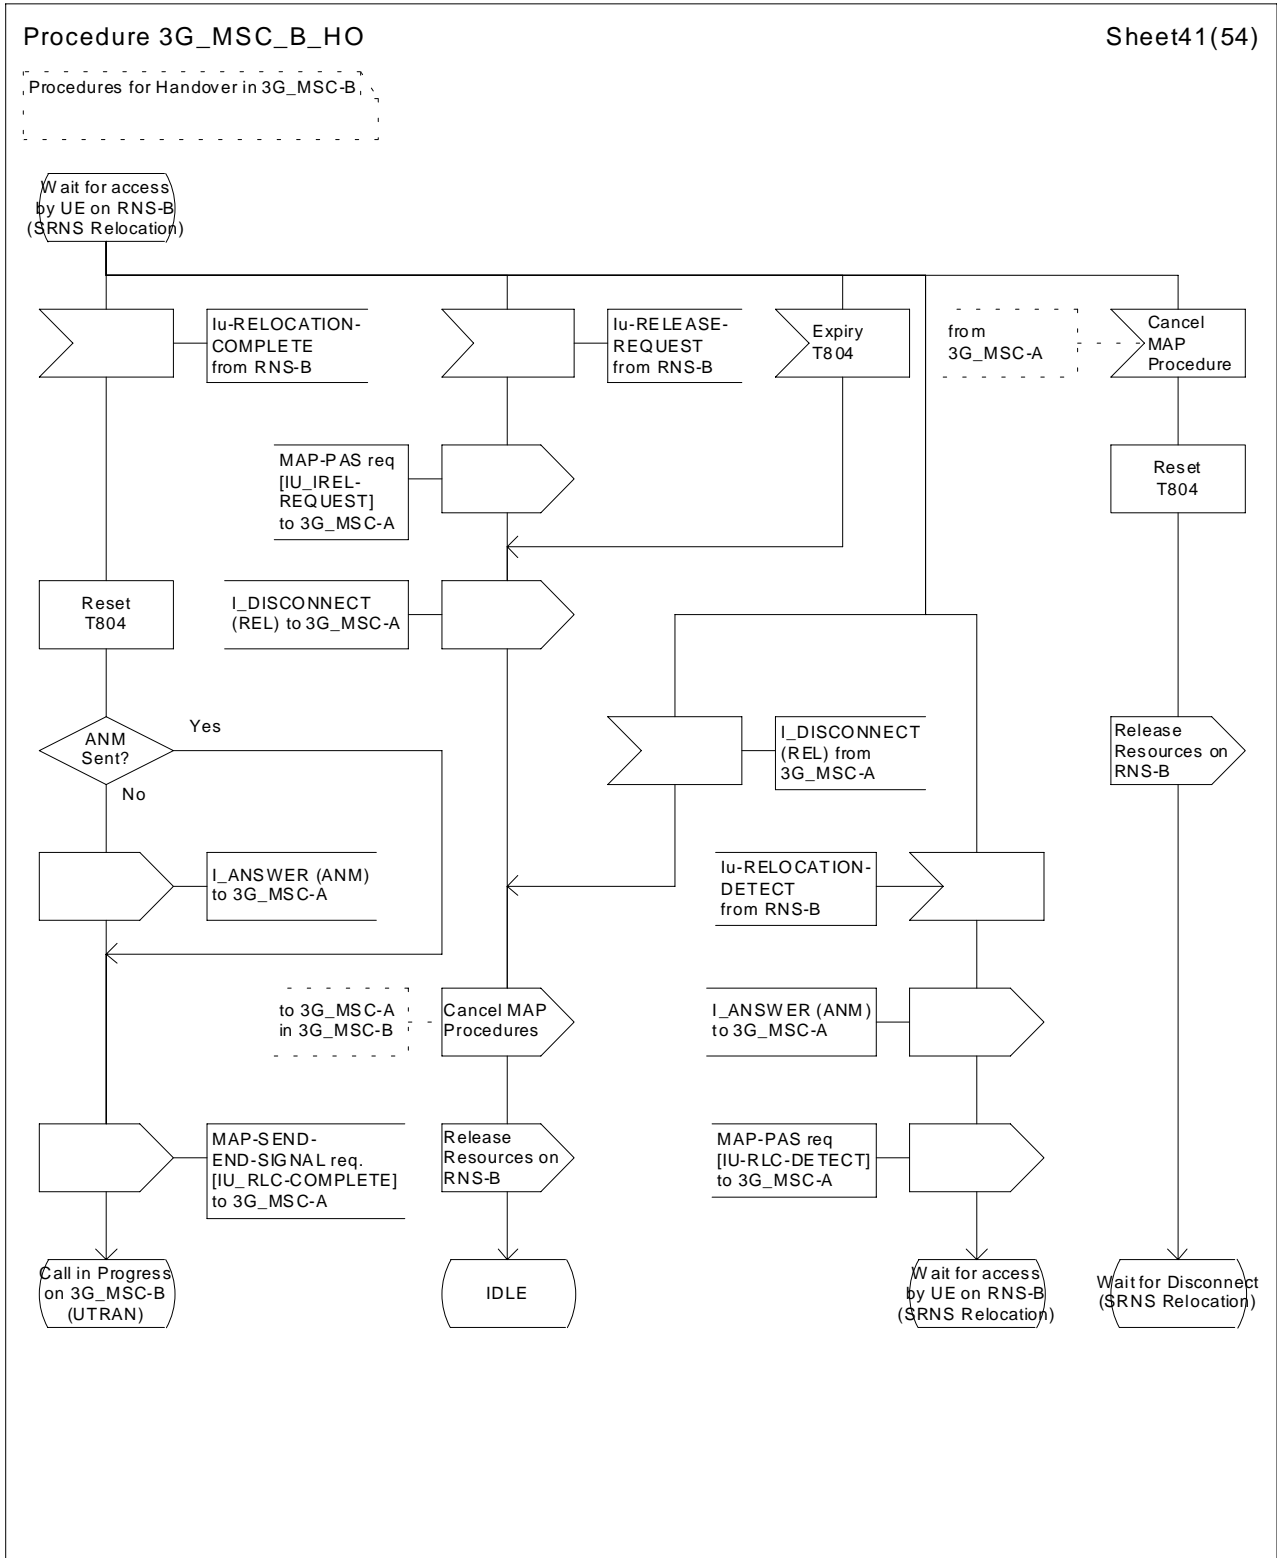 Procedure 3G_MSC_B_HO
Sheet41(54)
Procedures for Handover in 3G_MSC-B
Wait for access
by UE on RNS-B
(SRNS Relocation)
Iu-RELOCATION-
COMPLETE
from RNS-B
Iu-RELEASE-
REQUEST
from RNS-B
Expiry
T804
from
3G_MSC-A
Cancel
MAP
Procedure
MAP-PAS req
[IU_IREL-
REQUEST]
to 3G_MSC-A
Reset
T804
Reset
T804
I_DISCONNECT
(REL) to 3G_MSC-A
ANM
Sent?
Yes
No
I_DISCONNECT
(REL) from
3G_MSC-A
Release
Resources on
RNS-B
I_ANSWER (ANM)
to 3G_MSC-A
Iu-RELOCATION-
DETECT
from RNS-B
to 3G_MSC-A
in 3G_MSC-B
Cancel MAP
Procedures
I_ANSWER (ANM)
to 3G_MSC-A
MAP-SEND-
END-SIGNAL req.
[IU_RLC-COMPLETE]
to 3G_MSC-A
Release
Resources on
RNS-B
MAP-PAS req
[IU-RLC-DETECT]
to 3G_MSC-A
Call in Progress
on 3G_MSC-B
(UTRAN)
IDLE
Wait for access
by UE on RNS-B
(SRNS Relocation)
Wait for Disconnect
(SRNS Relocation)